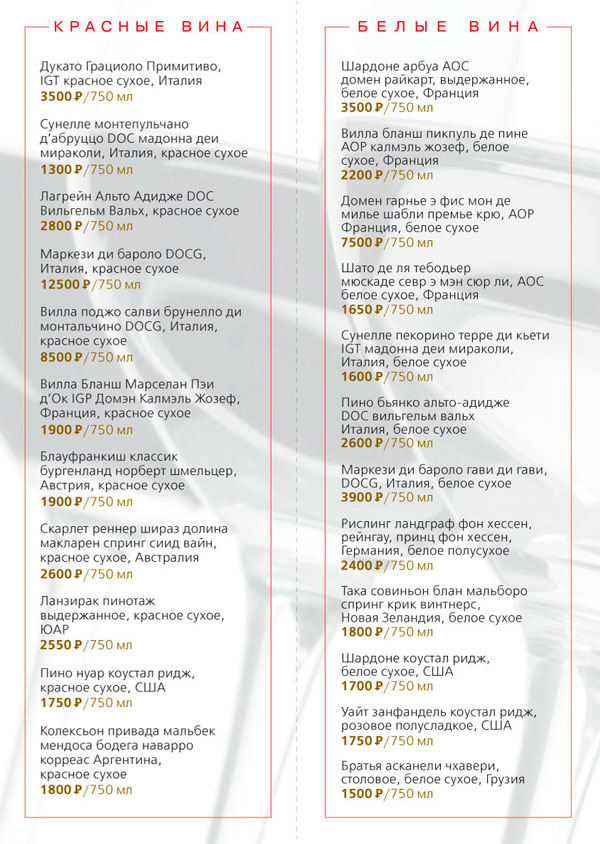 КРАСНЫЕ ВИНА
Дукато Грациоло Примитиво,
IGT красное сухое, Италия
3500 ₽/750 мл
Сунелле монтепульчано
д’абруццо DOC мадонна деи
мираколи, Италия, красное сухое
1300 ₽/750 мл
Лагрейн Альто Адидже DOC
Вильгельм Вальх, красное сухое
2800 ₽/750 мл
Маркези ди бароло DOCG,
Италия, красное сухое
12500 ₽/750 мл
Вилла поджо салви брунелло ди
монтальчино DOCG, Италия,
красное сухое
8500 ₽/750 мл
Вилла Бланш Марселан Пэи
д’Ок IGP Домэн Калмэль Жозеф,
Франция, красное сухое
1900 ₽/750 мл
Блауфранкиш классик
бургенланд норберт шмельцер,
Австрия, красное сухое
1900 ₽/750 мл
Скарлет реннер шираз долина
макларен спринг сиид вайн,
красное сухое, Австралия
2600 ₽/750 мл
Ланзирак пинотаж
выдержанное, красное сухое,
ЮАР
2550 ₽/750 мл
Пино нуар коустал ридж,
красное сухое, США
1750 ₽/750 мл
Колексьон привада мальбек
мендоса бодега наварро
корреас Аргентина,
красное сухое
1800 ₽/750 мл
БЕЛЫЕ ВИНА
Шардоне арбуа АОС
домен райкарт, выдержанное,
белое сухое, Франция
3500 ₽/750 мл
Вилла бланш пикпуль де пине
АОР калмэль жозеф, белое
сухое, Франция
2200 ₽/750 мл
Домен гарнье э фис мон де
милье шабли премье крю, АОР
Франция, белое сухое
7500 ₽/750 мл
Шато де ля тебодьер
мюскаде севр э мэн сюр ли, АОС
белое сухое, Франция
1650 ₽/750 мл
Сунелле пекорино терре ди кьети
IGT мадонна деи мираколи,
Италия, белое сухое
1600 ₽/750 мл
Пино бьянко альто-адидже
DOC вильгельм вальх
Италия, белое сухое
2600 ₽/750 мл
Маркези ди бароло гави ди гави,
DOCG, Италия, белое сухое
3900 ₽/750 мл
Рислинг ландграф фон хессен,
рейнгау, принц фон хессен,
Германия, белое полусухое
2400 ₽/750 мл
Така совиньон блан мальборо
спринг крик винтнерс,
Новая Зеландия, белое сухое
1800 ₽/750 мл
Шардоне коустал ридж,
белое сухое, США
1700 ₽/750 мл
Уайт занфандель коустал ридж,
розовое полусладкое, США
1750 ₽/750 мл
Братья асканели чхавери,
столовое, белое сухое, Грузия
1500 ₽/750 мл